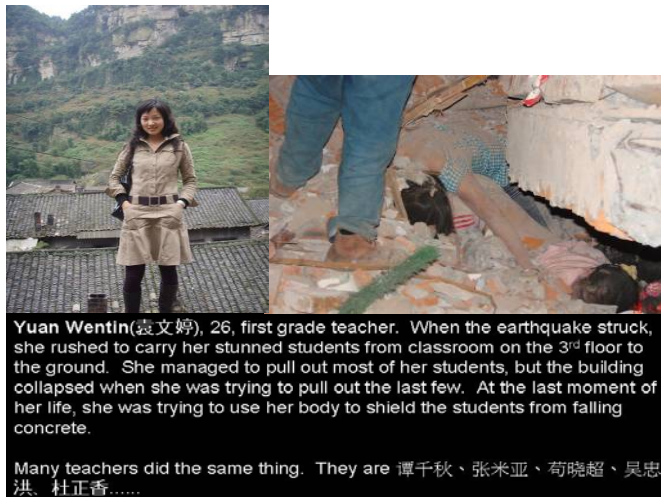 Yuan Wentin(袁文婷), 26, first grade teacher.  When the earthquake struck,
she rushed to carry her stunned students from classroom on the 3rd floor to
the ground.  She managed to pull out most of her students, but the building
collapsed when she was trying to pull out the last few.  At the last moment of
her life, she was trying to use her body to shield the students from falling
concrete.
Many teachers did the same thing.  They are 谭千秋、张米亚、苟晓超、吴忠
洪、杜正香......